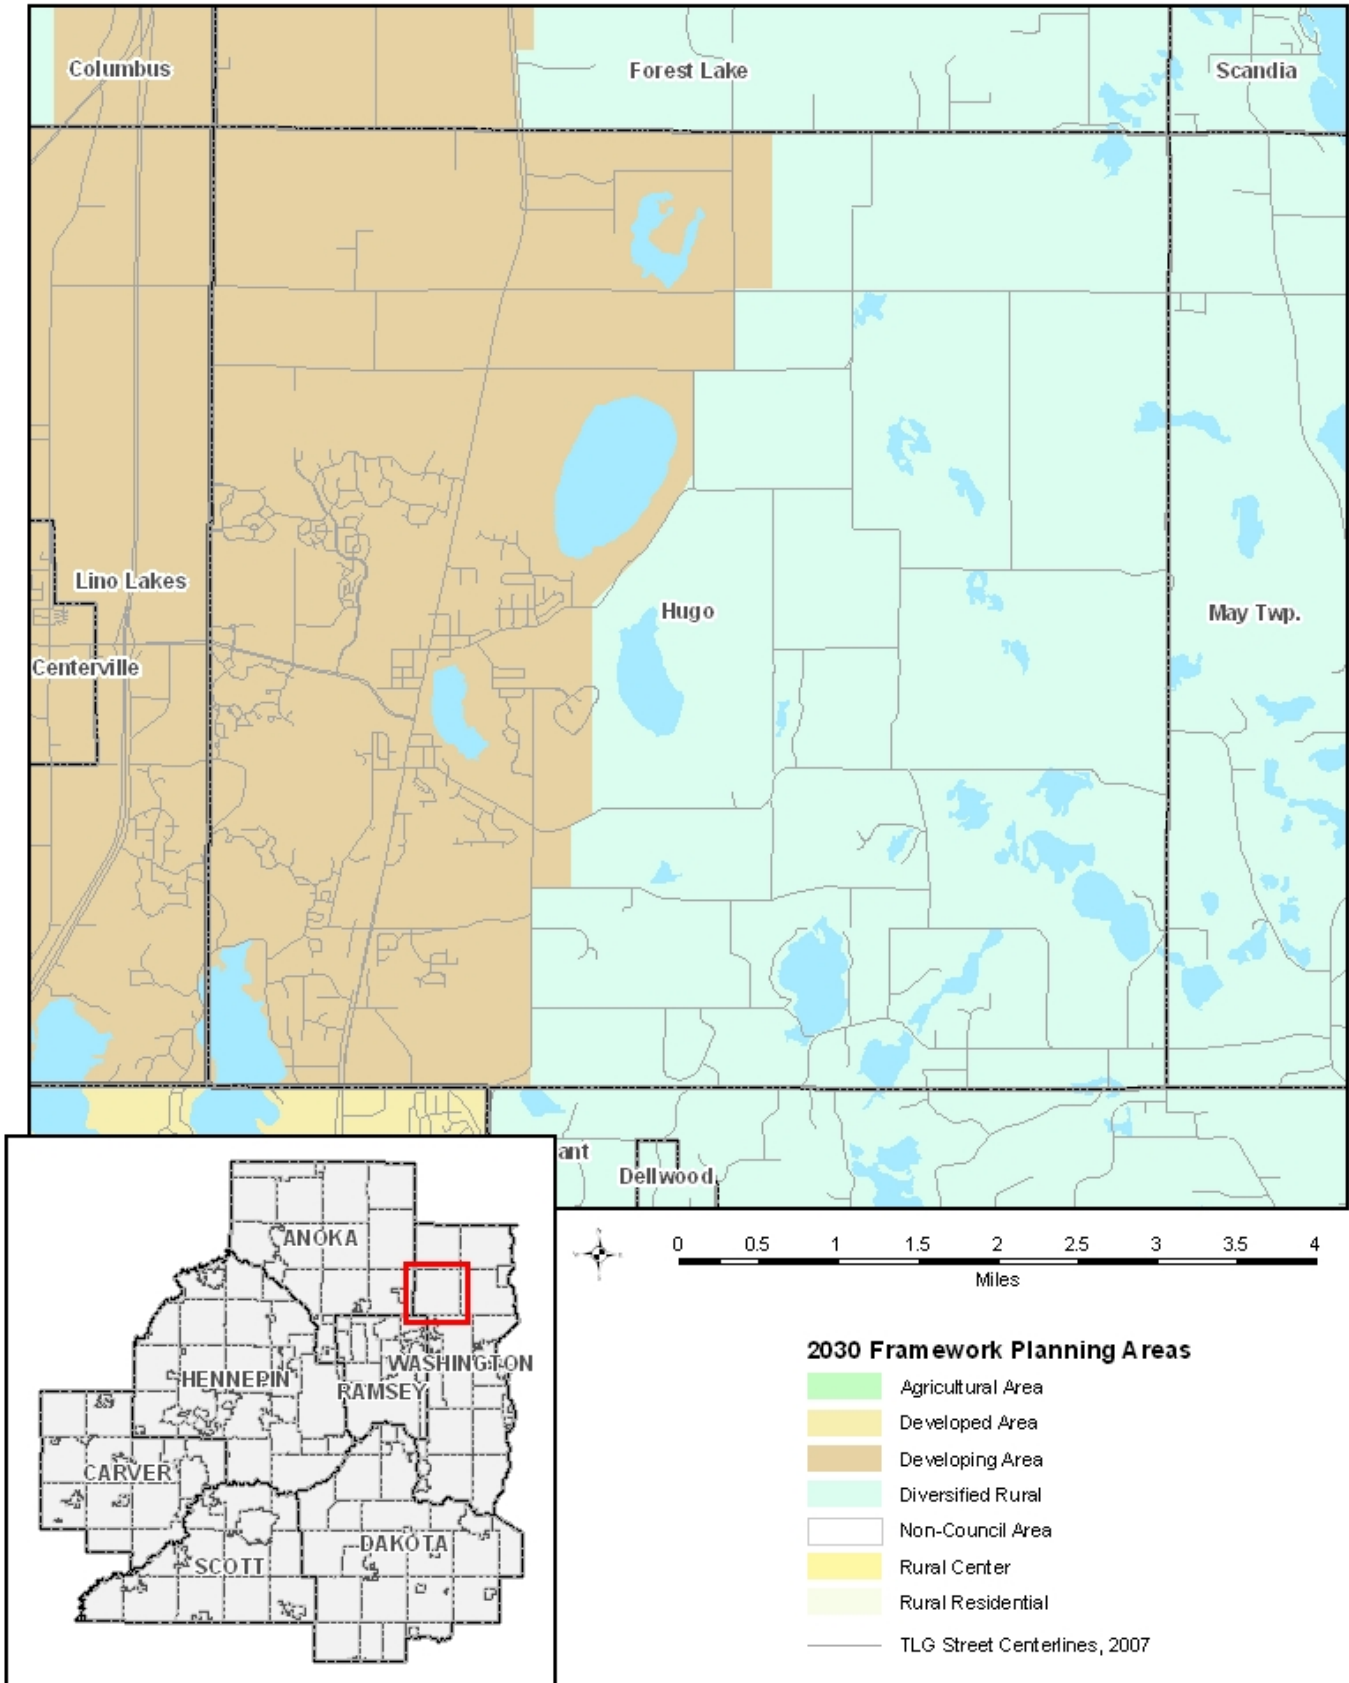 Columbus
Forest Lake
Scandia
Lino Lakes
Hugo
May Twp.
Centerville
ant
Dellwood
ANOKA
WASHINGTON
HENNEPIN
RAMSEY
CARVER
DAKOTA
SCOTT
0 0.5 1 1.5 2 2.5 3 3.5 4
Miles
2030 Framework Planning Areas
Agricultural Area
Developed Area
Developing Area
Diversified Rural
Non-Council Area
Rural Center
Rural Residential
TLG Street Centerlines, 2007